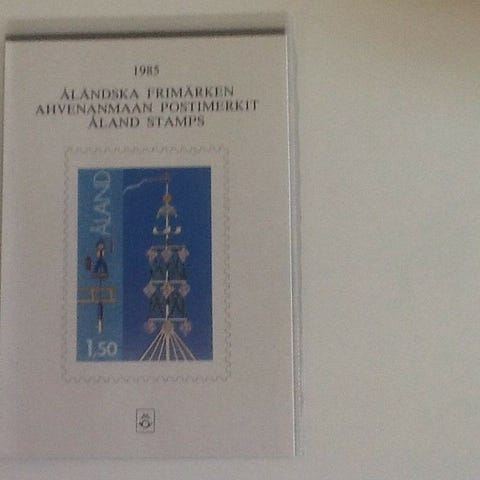 1985
ÅLÄNDSKA FRIMÄRKEN
AHVENANMAAN POSTIMERKIT
ÅLAND STAMPS
ÅLAND
1,50